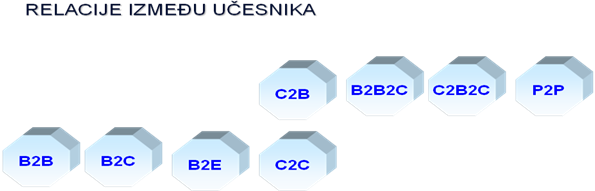 RELACIJE IZMEĐU UČESNIKA
C2B B2B2C C2B2C P2P
B2B B2C B2E C2C